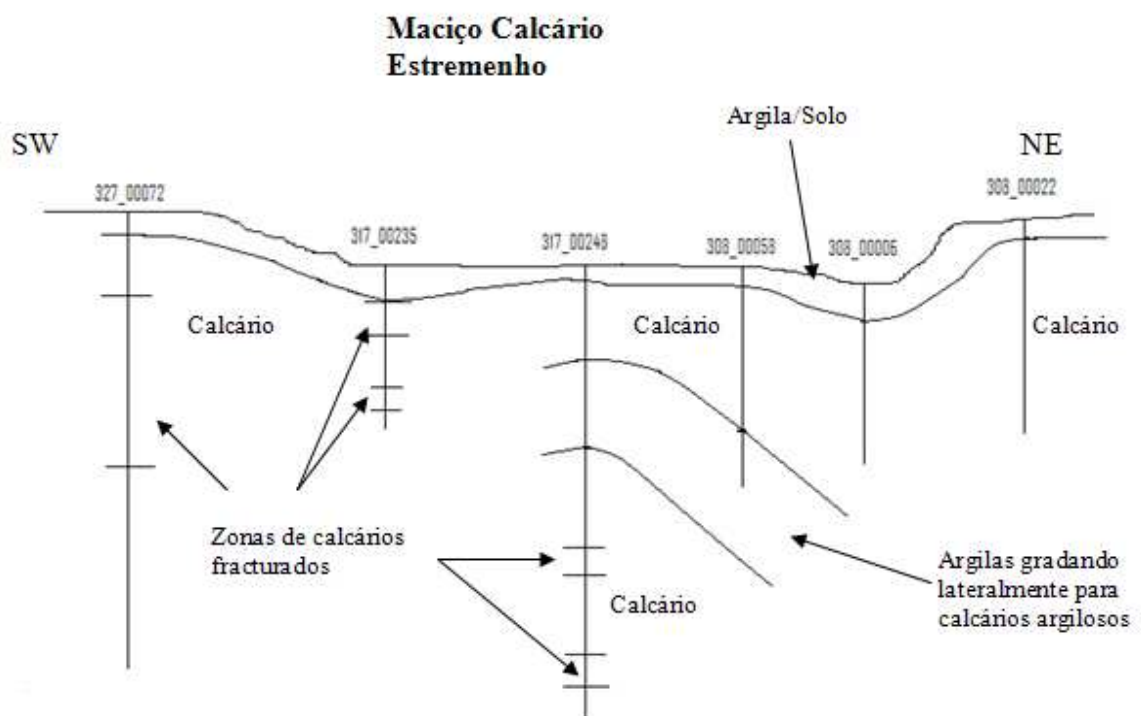 Maciço Calcário
Estremenho
Argila/Solo
SW
NE
327_00072
317_00235
317_00248
308_00058
308_00006
308_00022
Calcário
Calcário
Calcário
Zonas de calcários
fracturados
Argilas gradando
lateralmente para
calcários argilosos
Calcário